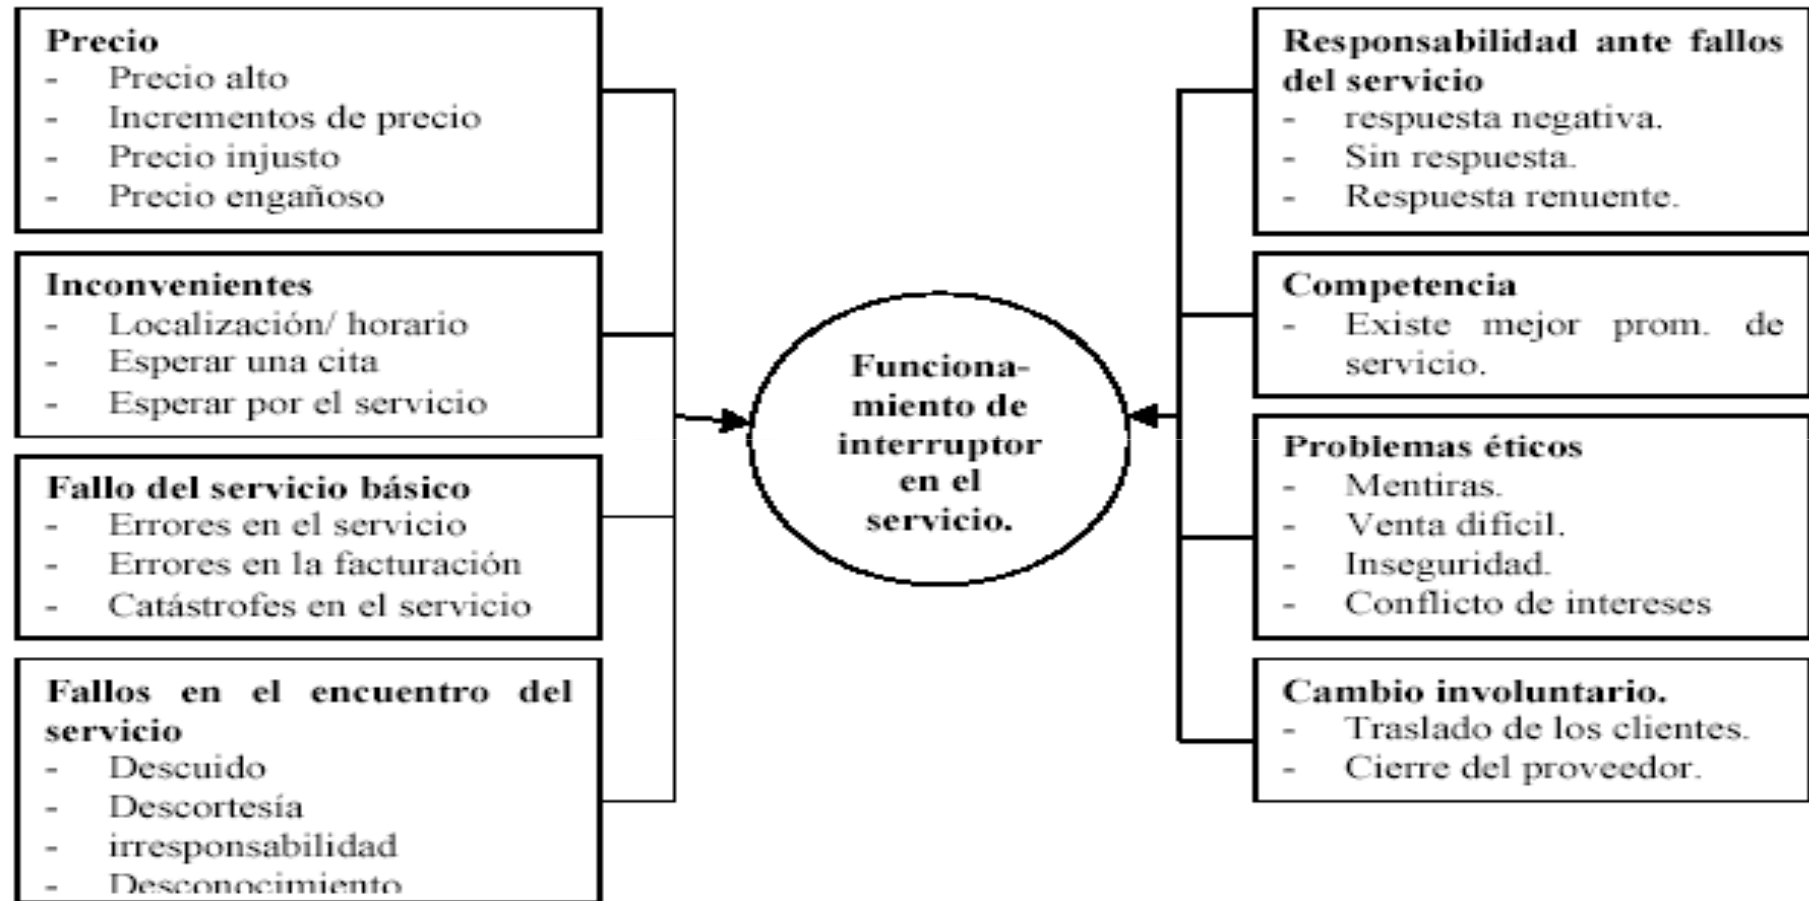 Precio
- Precio alto
- Incrementos de precio
- Precio injusto
- Precio engañoso
Inconvenientes
- Localización/ horario
- Esperar una cita
- Esperar por el servicio
Fallo del servicio básico
- Errores en el servicio
- Errores en la facturación
- Catástrofes en el servicio
Fallos en el encuentro del
servicio
- Descuido
- Descortesía
- irresponsabilidad
- Desconocimiento
Funciona-
miento de
interruptor
en el
servicio.
Responsabilidad ante fallos
del servicio
- respuesta negativa.
- Sin respuesta.
- Respuesta renuente.
Competencia
- Existe mejor prom. de
servicio.
Problemas éticos
- Mentiras.
- Venta difícil.
- Inseguridad.
- Conflicto de intereses
Cambio involuntario.
- Traslado de los clientes.
- Cierre del proveedor.